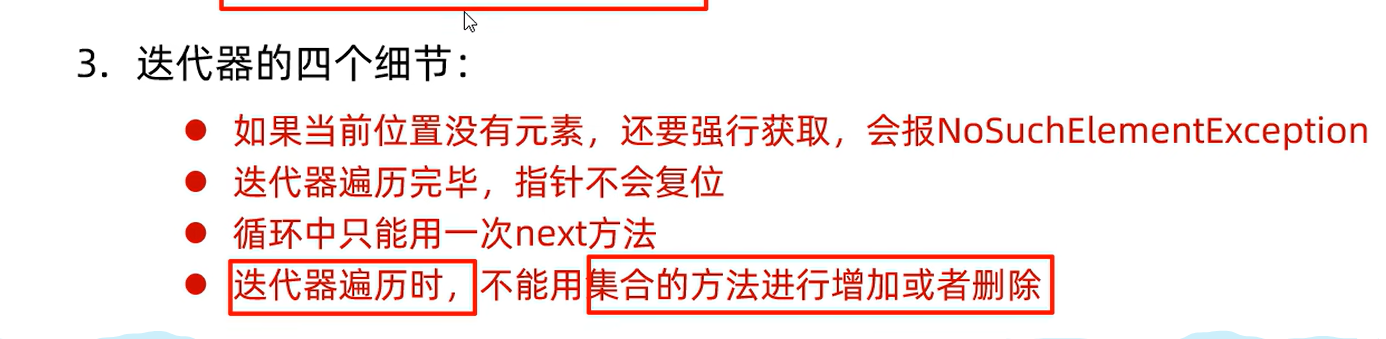 3. 迭代器的四个细节：
● 如果当前位置没有元素，还要强行获取，会报NoSuchElementException
● 迭代器遍历完毕，指针不会复位
● 循环中只能用一次next方法
● 迭代器遍历时，不能用集合的方法进行增加或者删除